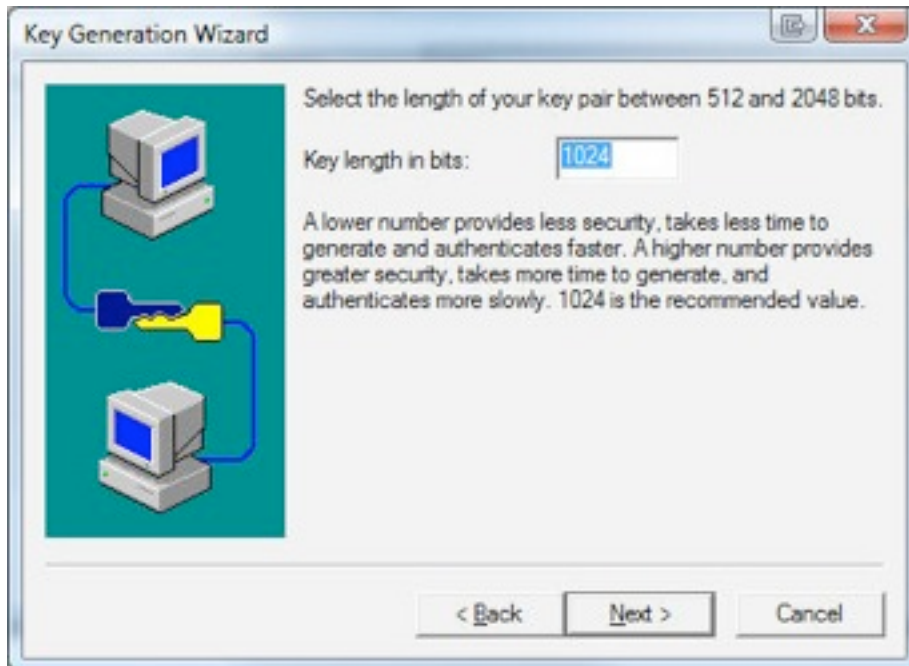 Key Generation Wizard
Select the length of your key pair between 512 and 2048 bits.
Key length in bits:
1024
A lower number provides less security, takes less time to
generate and authenticates faster. A higher number provides
greater security, takes more time to generate, and
authenticates more slowly. 1024 is the recommended value.
< Back
Next >
Cancel